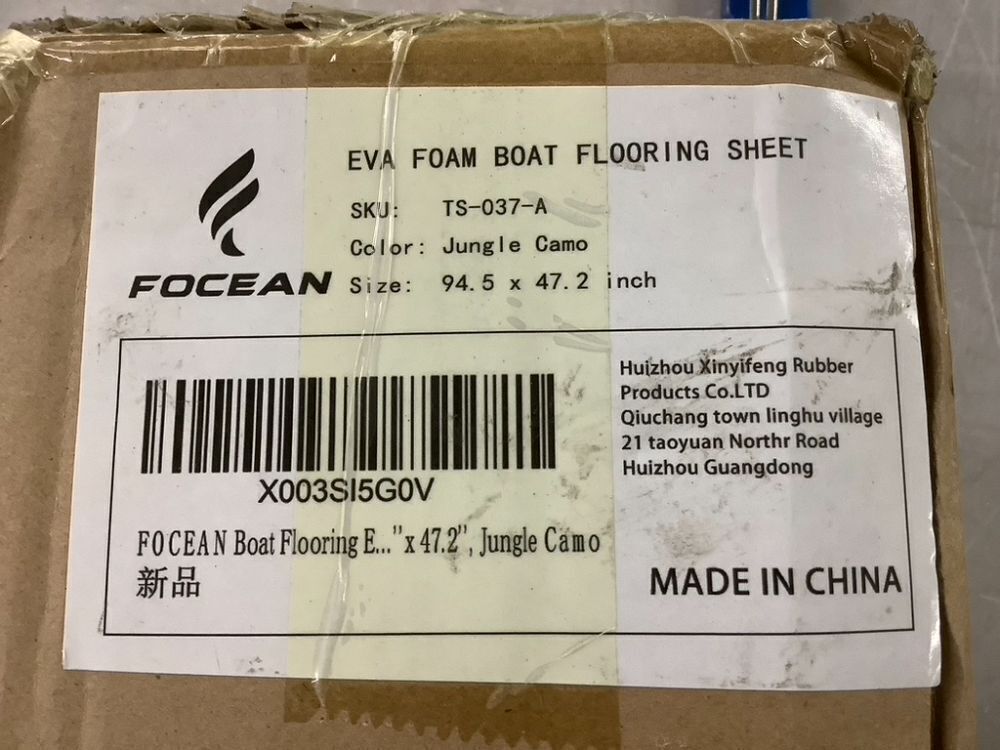 EVA FOAM BOAT FLOORING SHEET
SKU: TS-037-A
Color: Jungle Camo
Size: 94.5 x 47.2 inch
FOCEAN
X003SI5G0V
FOCEAN Boat Flooring E..."x 47.2", Jungle Camo
新品
Huizhou Xinyifeng Rubber
Products Co.LTD
Qiuchang town linghu village
21 taoyuan Northr Road
Huizhou Guangdong
MADE IN CHINA